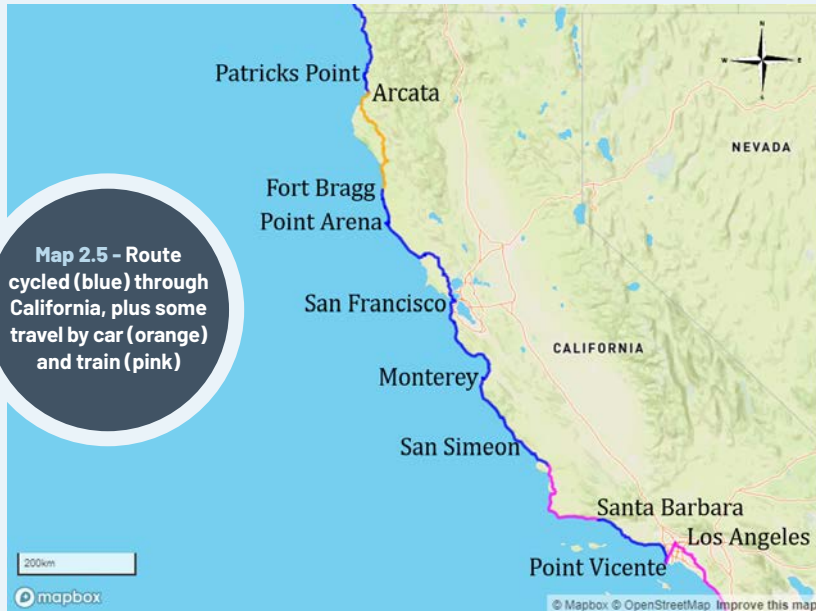 Patricks Point
Arcata
N
W
E
S
NEVADA
Fort Bragg
Point Arena
Map 2.5 - Route
cycled (blue) through
California, plus some
travel by car (orange)
and train (pink)
San Francisco
CALIFORNIA
Monterey
San Simeon
Santa Barbara
Los Angeles
Point Vicente
200km
mapbox
© Mapbox © OpenStreetMap Improve this map